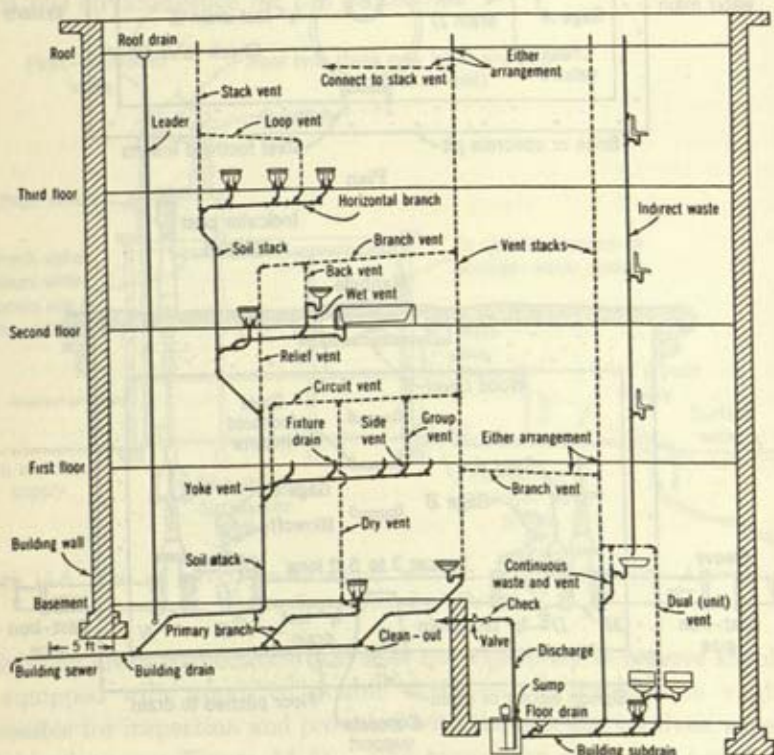 Roof drain
Roof
Either
arrangement
Connect to stack vent
Stack vent
Leader
Loop vent
Third floor
Horizontal branch
Indirect waste
Soil stack
Branch vent
Vent stacks
Back vent
Wet vent
Second floor
Relief vent
Circuit vent
Fixture
drain
Side
vent
Group
vent
Either arrangement
First floor
Yoke vent
Branch vent
Dry vent
Building
wall
Soil stack
Continuous
waste and vent
Basement
Dual (unit)
vent
Check
Primary branch
Clean-out
Valve
5 ft
Discharge
Building sewer
Building drain
Sump
Floor drain
Building subdrain